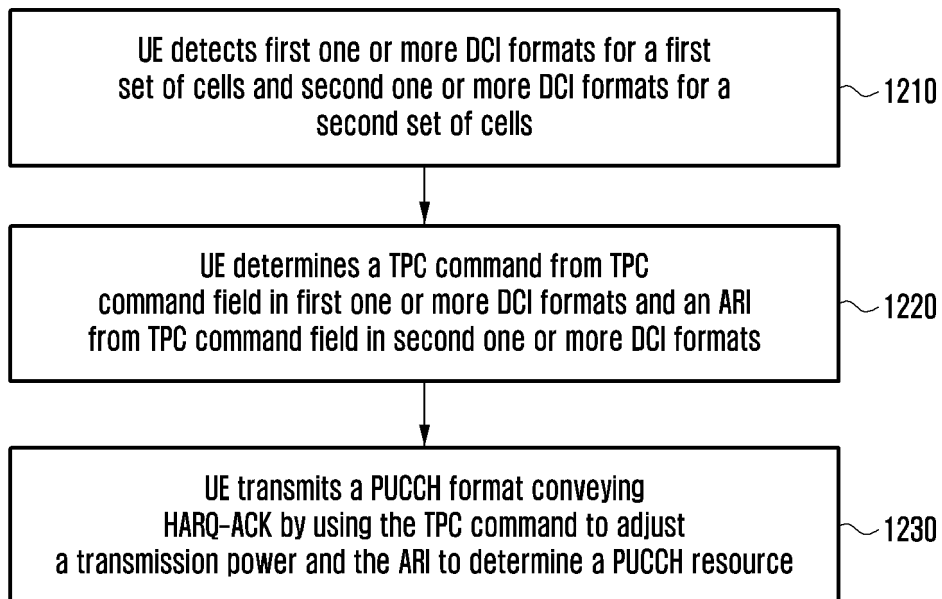 UE detects first one or more DCI formats for a first
set of cells and second one or more DCI formats for a
second set of cells
1210
UE determines a TPC command from TPC
command field in first one or more DCI formats and an ARI
from TPC command field in second one or more DCI formats
1220
UE transmits a PUCCH format conveying
HARQ-ACK by using the TPC command to adjust
a transmission power and the ARI to determine a PUCCH resource
1230